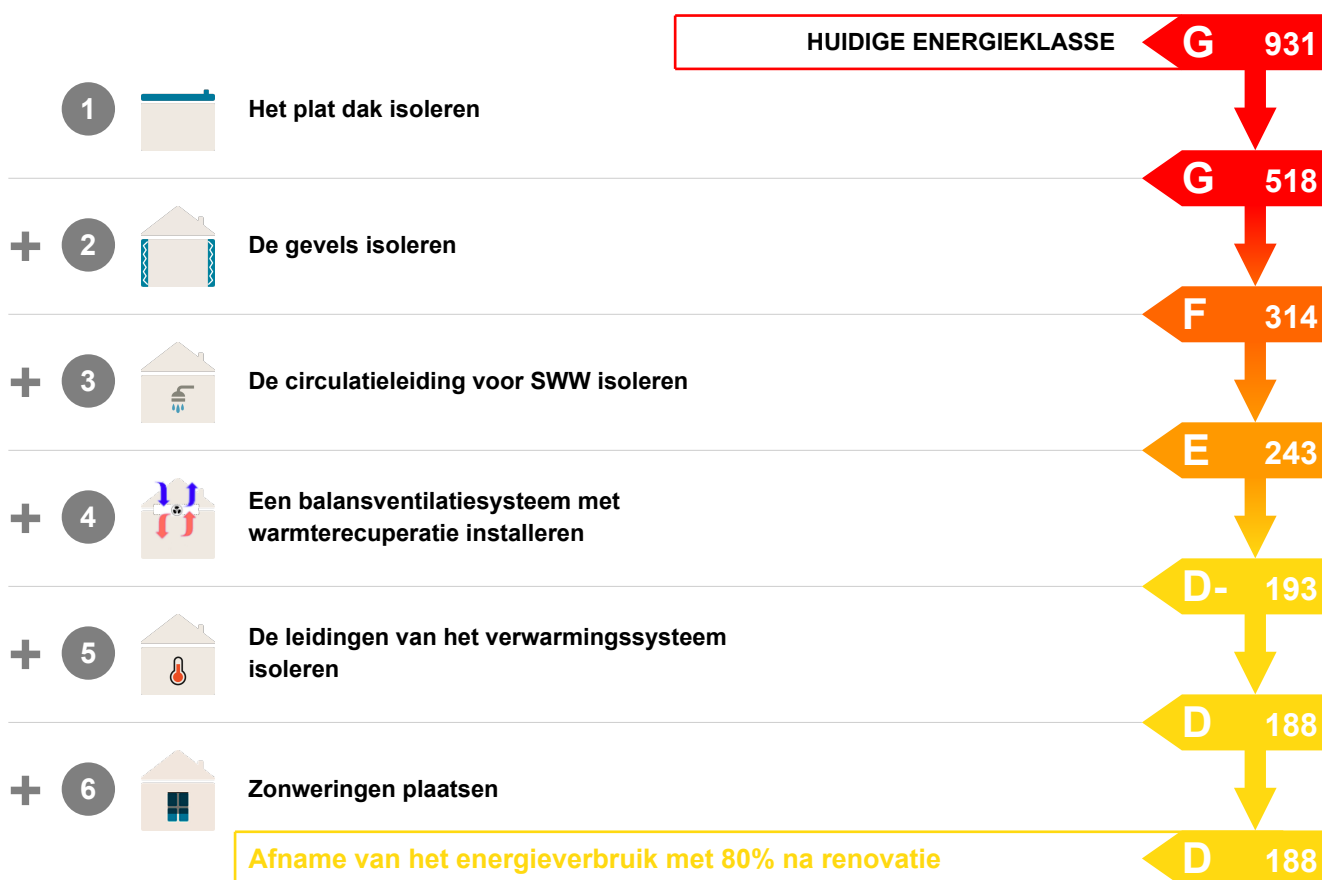 HUIDIGE ENERGIEKLASSE G 931
1 Het plat dak isoleren
G 518
+ 2 De gevels isoleren
F 314
+ 3 De circulatieleiding voor SWW isoleren
E 243
+ 4 Een balansventilatiesysteem met
warmterecuperatie installeren
D- 193
+ 5 De leidingen van het verwarmingssysteem
isoleren
D 188
+ 6 Zonweringen plaatsen
Afname van het energieverbruik met 80% na renovatie D 188